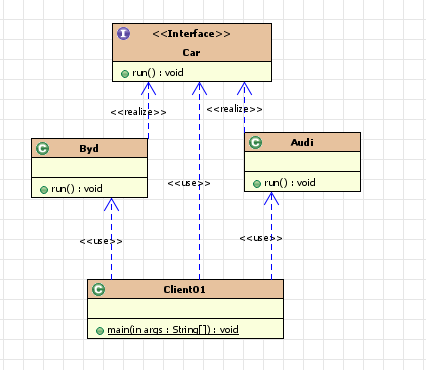 <<Interface>>
Car
run() : void
<<realize>>
<<realize>>
Byd
run() : void
Audi
run() : void
<<use>>
<<use>>
<<use>>
Client01
main(in args : String[]) : void